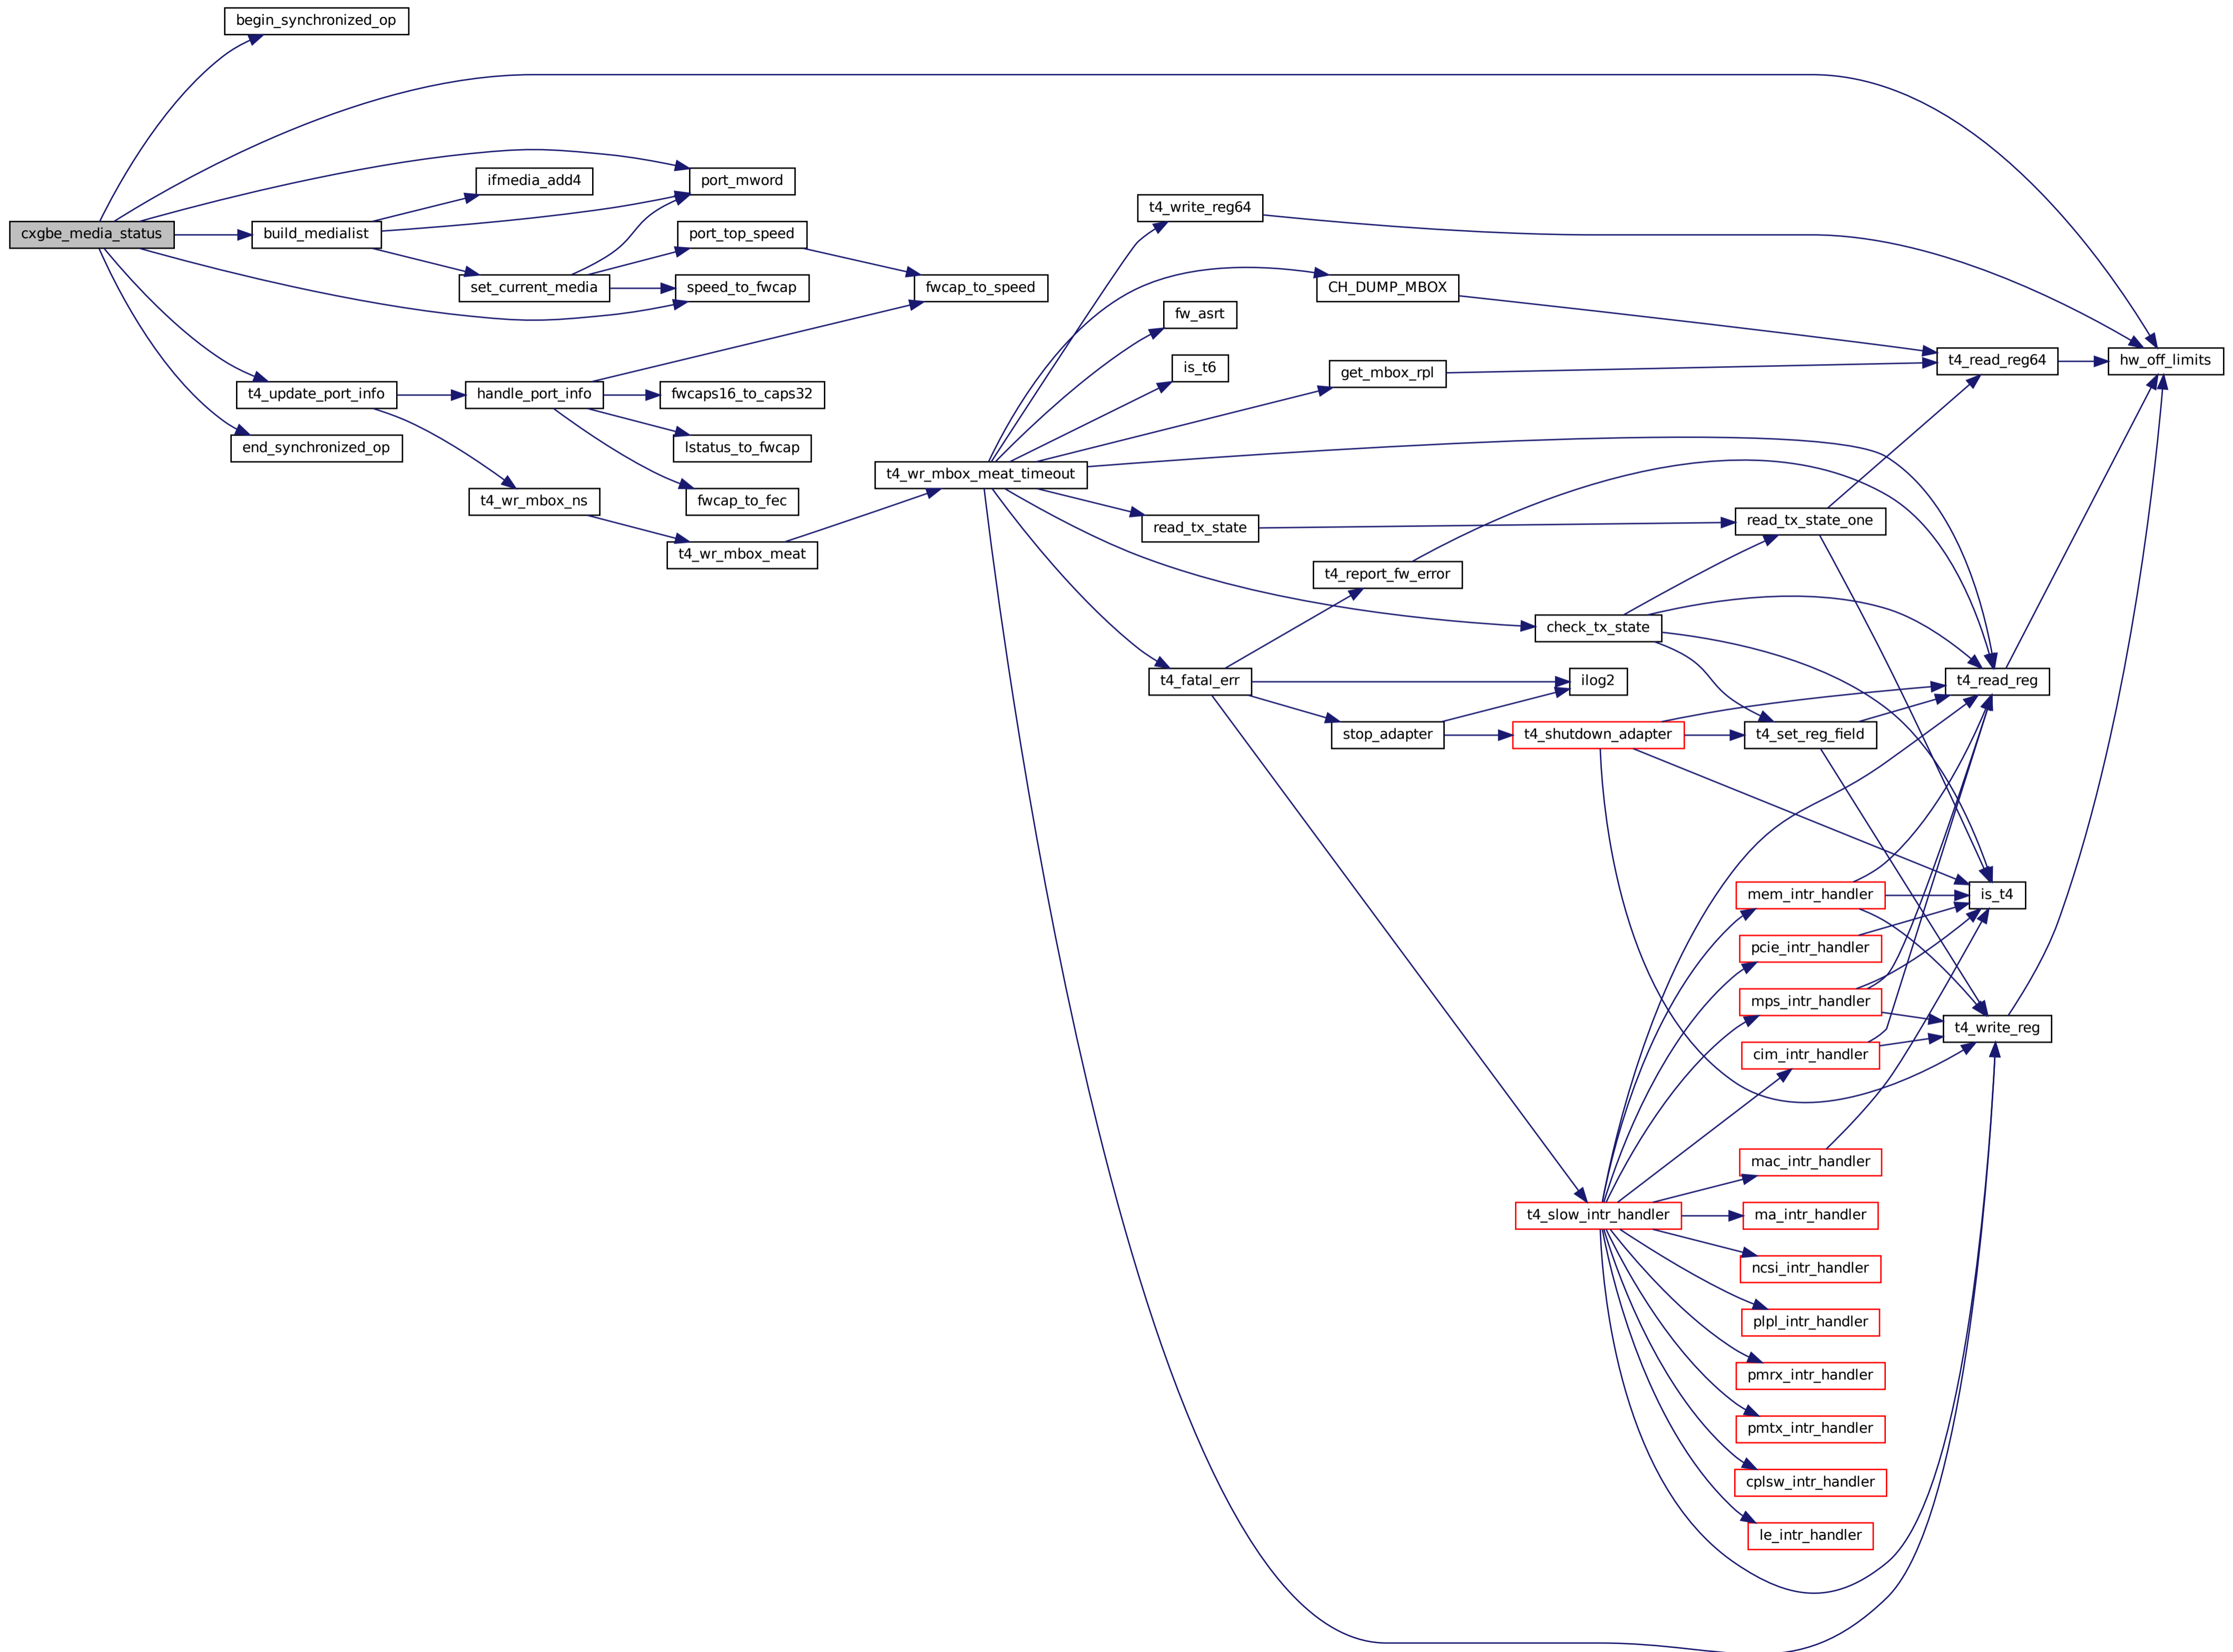 begin_synchronized_op
ifmedia_add4
port_mword
t4_write_reg64
cxgbe_media_status
build_medialist
port_top_speed
set_current_media
speed_to_fwcap
fwcap_to_speed
CH_DUMP_MBOX
fw_asrt
t4_read_reg64
hw_off_limits
is_t6
get_mbox_rpl
t4_update_port_info
handle_port_info
fwcaps16_to_caps32
end_synchronized_op
lstatus_to_fwcap
t4_wr_mbox_meat_timeout
t4_wr_mbox_ns
fwcap_to_fec
read_tx_state
read_tx_state_one
t4_wr_mbox_meat
t4_report_fw_error
check_tx_state
t4_fatal_err
ilog2
t4_read_reg
stop_adapter
t4_shutdown_adapter
t4_set_reg_field
mem_intr_handler
is_t4
pcie_intr_handler
mps_intr_handler
t4_write_reg
cim_intr_handler
mac_intr_handler
t4_slow_intr_handler
ma_intr_handler
ncsi_intr_handler
plpl_intr_handler
pmrx_intr_handler
pmtx_intr_handler
cplsw_intr_handler
le_intr_handler